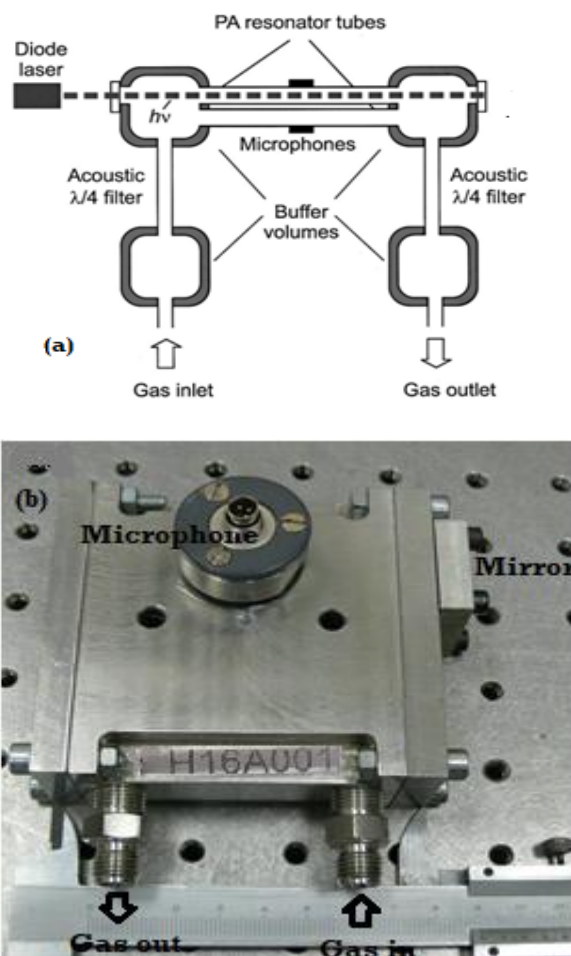 PA resonator tubes
Diode
laser
hν
Microphones
Acoustic
λ/4 filter
Acoustic
λ/4 filter
Buffer
volumes
(a)
Gas inlet
Gas outlet
(b)
Microphone
Mirror
H16A001
Gas out
Gas in